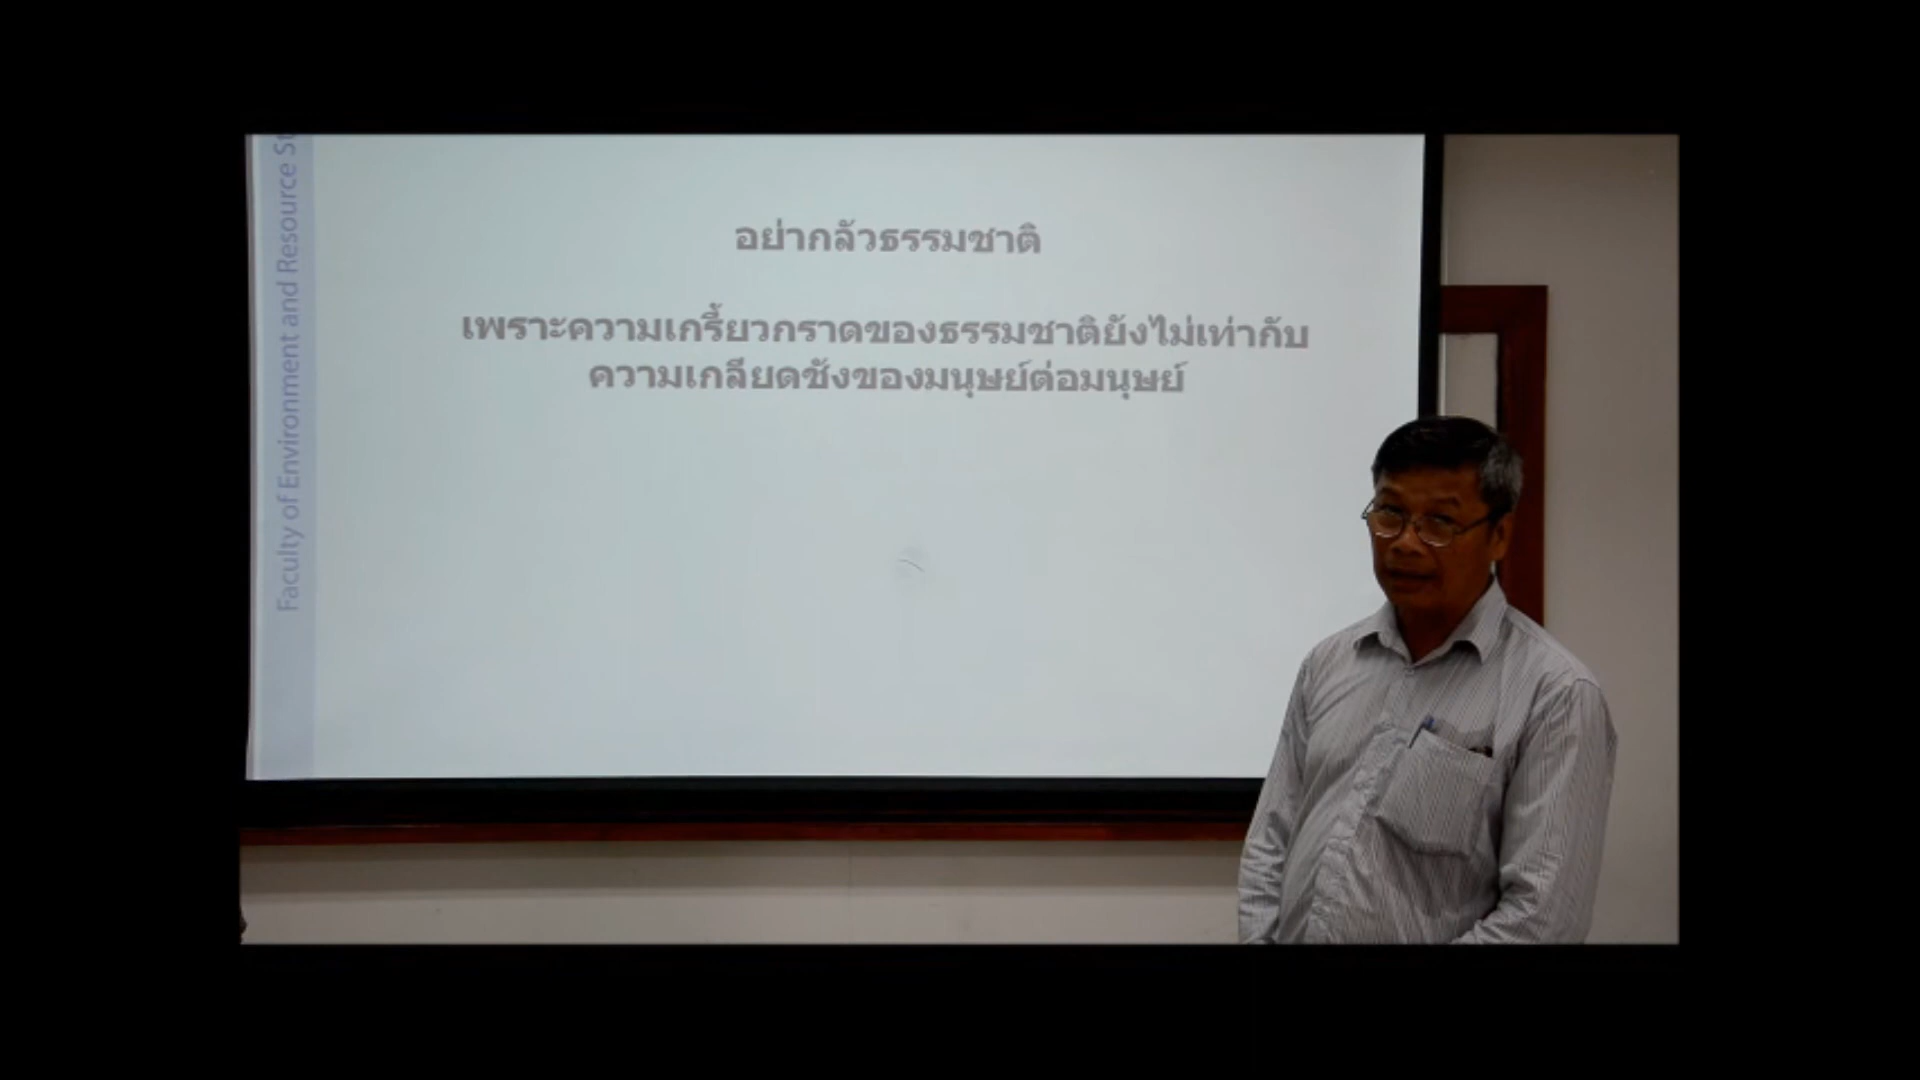 Faculty of Environment and Resource
อย่ากลัวธรรมชาติ
เพราะความเกรี้ยวกราดของธรรมชาติยังไม่เท่ากับ
ความเกลียดชังของมนุษย์ต่อมนุษย์